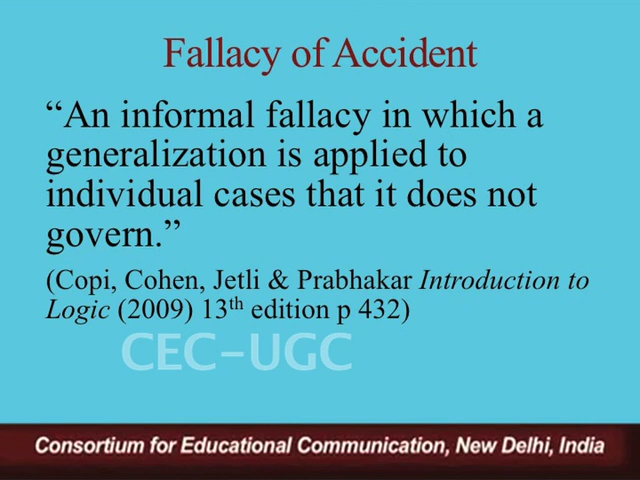 Fallacy of Accident
“An informal fallacy in which a
generalization is applied to
individual cases that it does not
govern.”
(Copi, Cohen, Jetli & Prabhakar Introduction to
Logic (2009) 13th edition p 432)
CEC-UGC
Consortium for Educational Communication, New Delhi, India